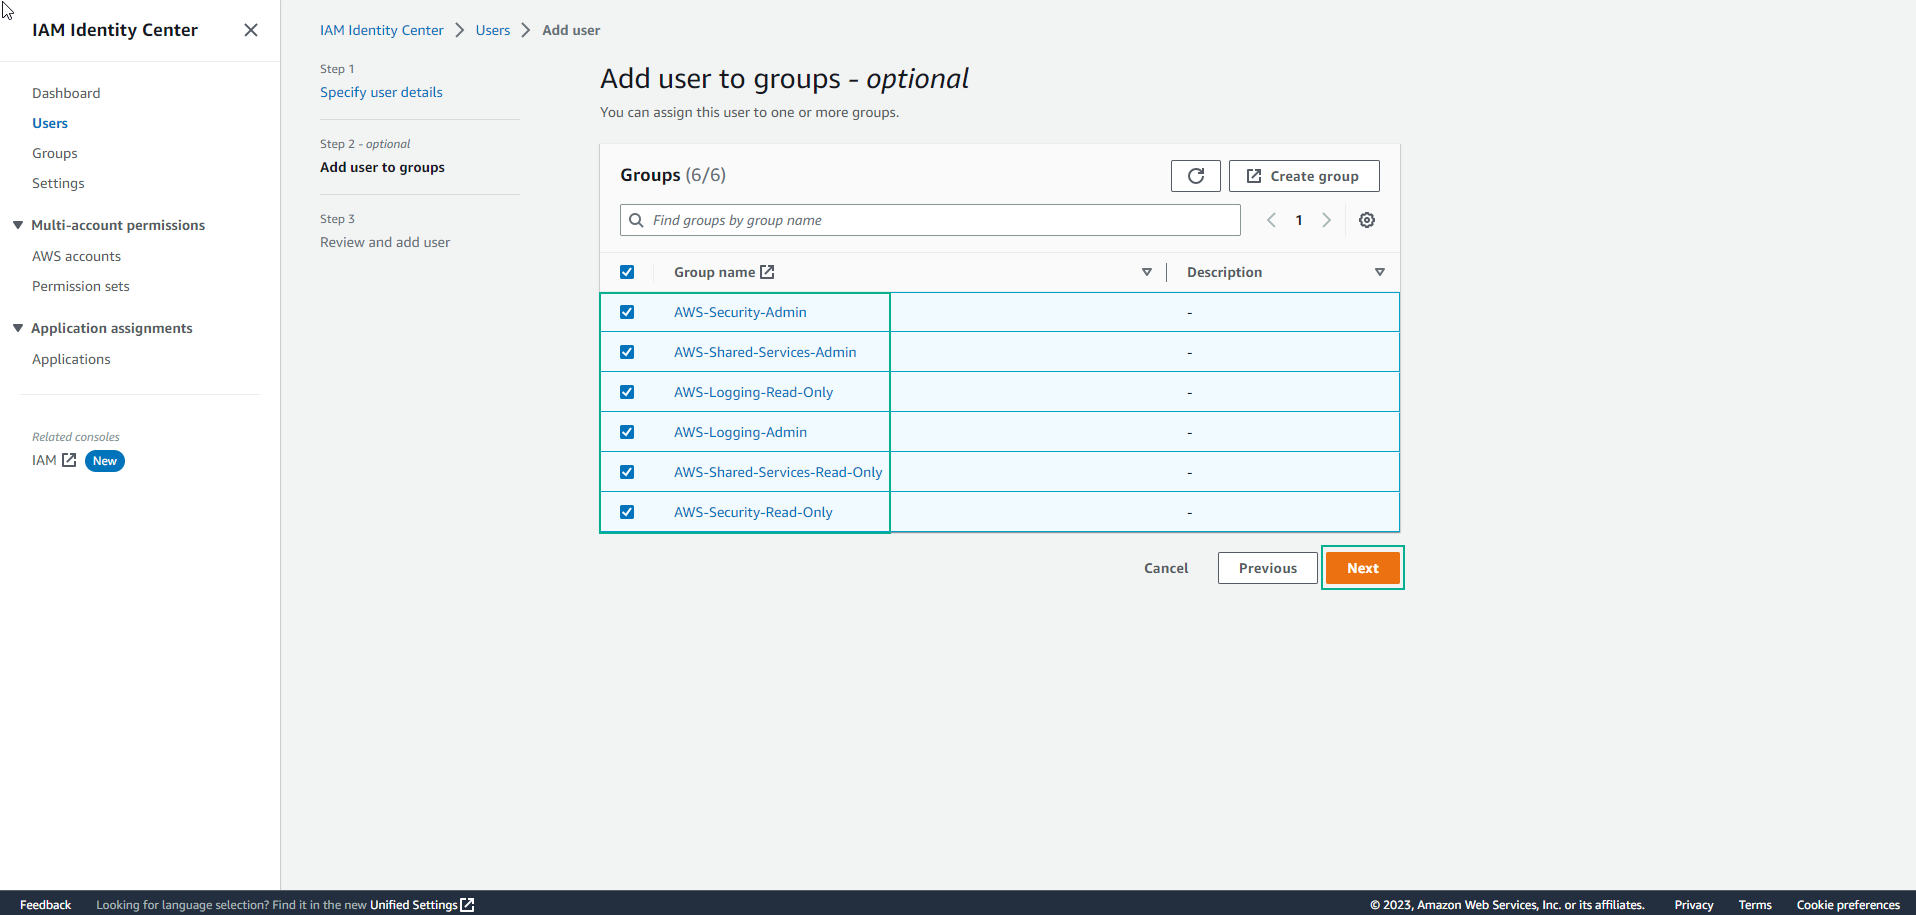 IAM Identity Center
Dashboard
Users
Groups
Settings
Multi-account permissions
AWS accounts
Permission sets
Application assignments
Applications
Related consoles
IAM New
IAM Identity Center Users Add user
Step 1
Specify user details
Step 2 - optional
Add user to groups
Step 3
Review and add user
Add user to groups - optional
You can assign this user to one or more groups.
Groups (6/6)
Create group
Find groups by group name
1
Group name Description
AWS-Security-Admin -
AWS-Shared-Services-Admin -
AWS-Logging-Read-Only -
AWS-Logging-Admin -
AWS-Shared-Services-Read-Only -
AWS-Security-Read-Only -
Cancel Previous Next
Feedback Looking for language selection? Find it in the new Unified Settings © 2023, Amazon Web Services, Inc. or its affiliates. Privacy Terms Cookie preferences